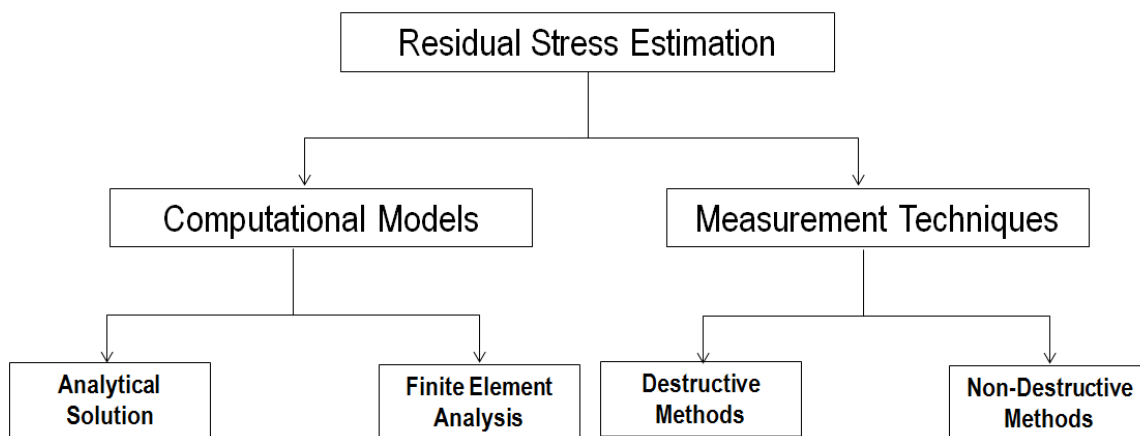 Residual Stress Estimation
Computational Models
Measurement Techniques
Analytical
Solution
Finite Element
Analysis
Destructive
Methods
Non-Destructive
Methods